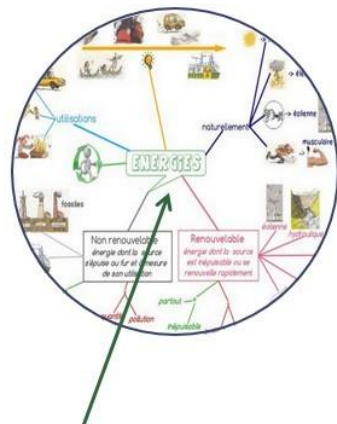 utilisations
naturellement
éolienne
musculaire
ENERGIES
fossiles
Non renouvelable
énergie dont la source
s'épuise au fur et à mesure
de son utilisation
Renouvelable
énergie dont la source
est inépuisable ou se
renouvelle rapidement
éolienne
hydraulique
partout
inépuisable
pollution